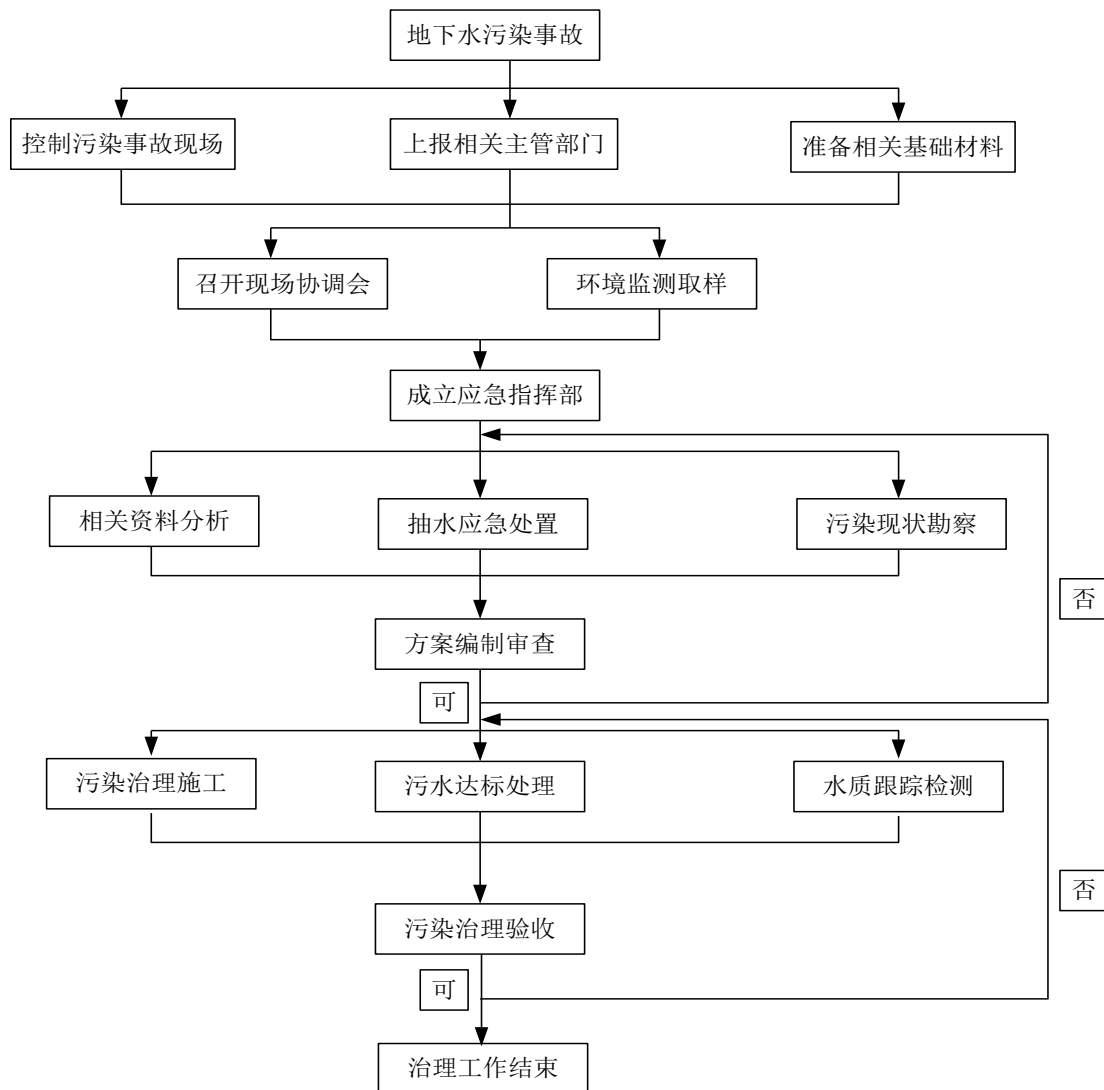 地下水污染事故
控制污染事故现场
上报相关主管部门
准备相关基础材料
召开现场协调会
环境监测取样
成立应急指挥部
相关资料分析
抽水应急处置
污染现状勘察
否
方案编制审查
可
污染治理施工
污水达标处理
水质跟踪检测
否
污染治理验收
可
治理工作结束